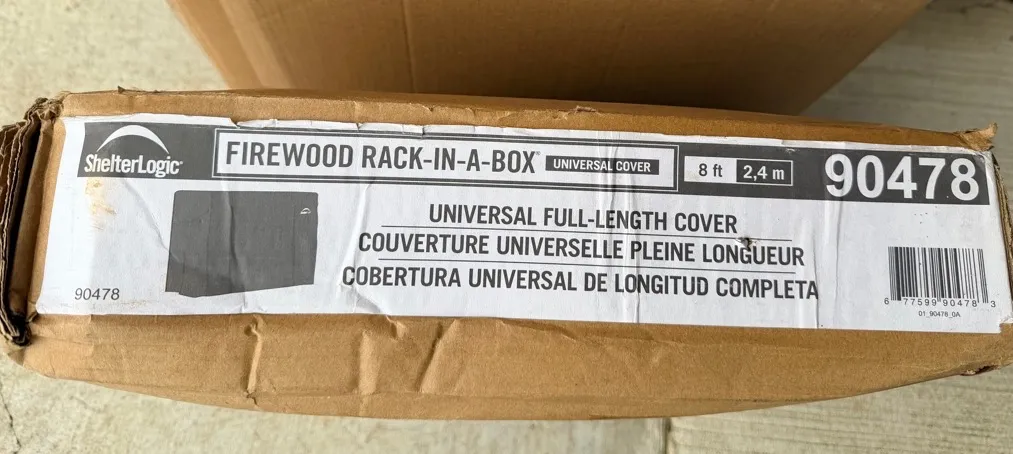 ShelterLogic®
FIREWOOD RACK-IN-A-BOX® UNIVERSAL COVER
8 ft 2,4 m
90478
UNIVERSAL FULL-LENGTH COVER
COUVERTURE UNIVERSELLE PLEINE LONGUEUR
COBERTURA UNIVERSAL DE LONGITUD COMPLETA
90478
6 77599 90478 3
01_90478_0A